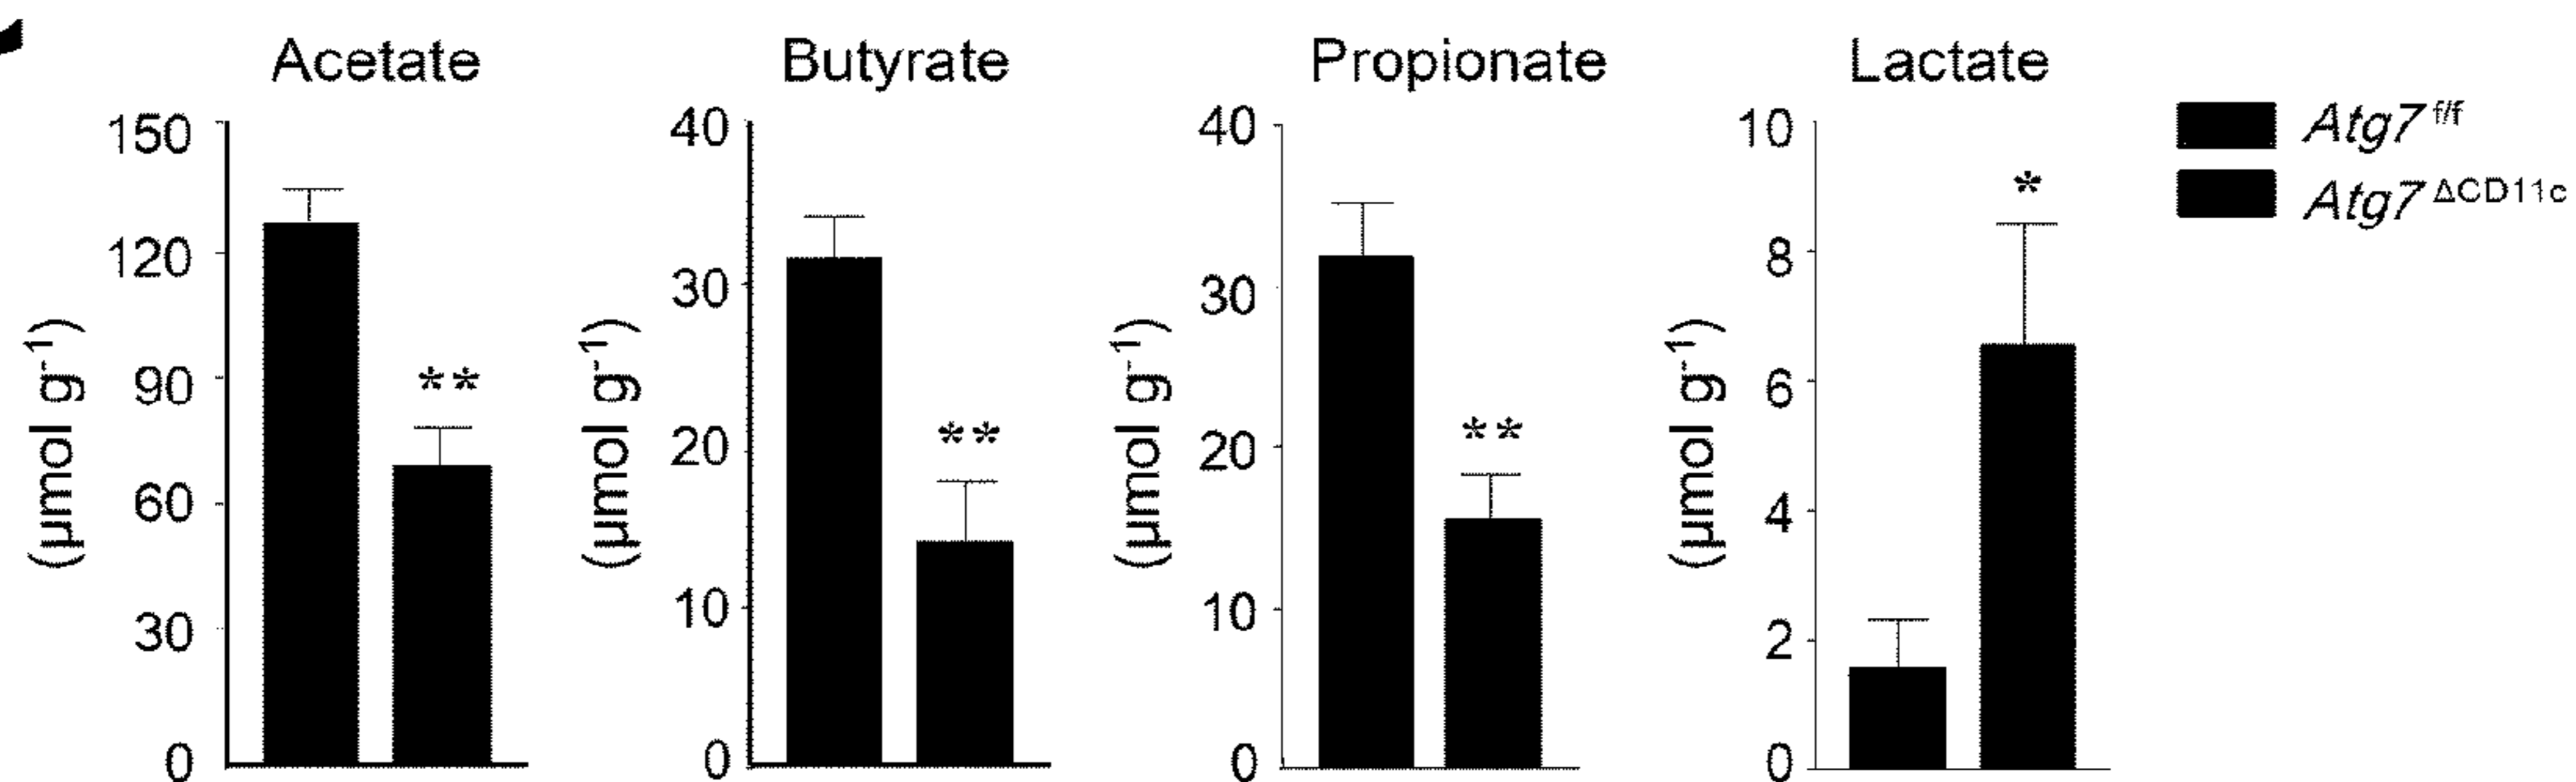 Acetate Butyrate Propionate Lactate
150 120 90 60 30 0
(µmol g⁻¹)
**
40 30 20 10 0
(µmol g⁻¹)
**
40 30 20 10 0
(µmol g⁻¹)
**
10 8 6 4 2 0
(µmol g⁻¹)
*
Atg7 f/f
Atg7 ΔCD11c